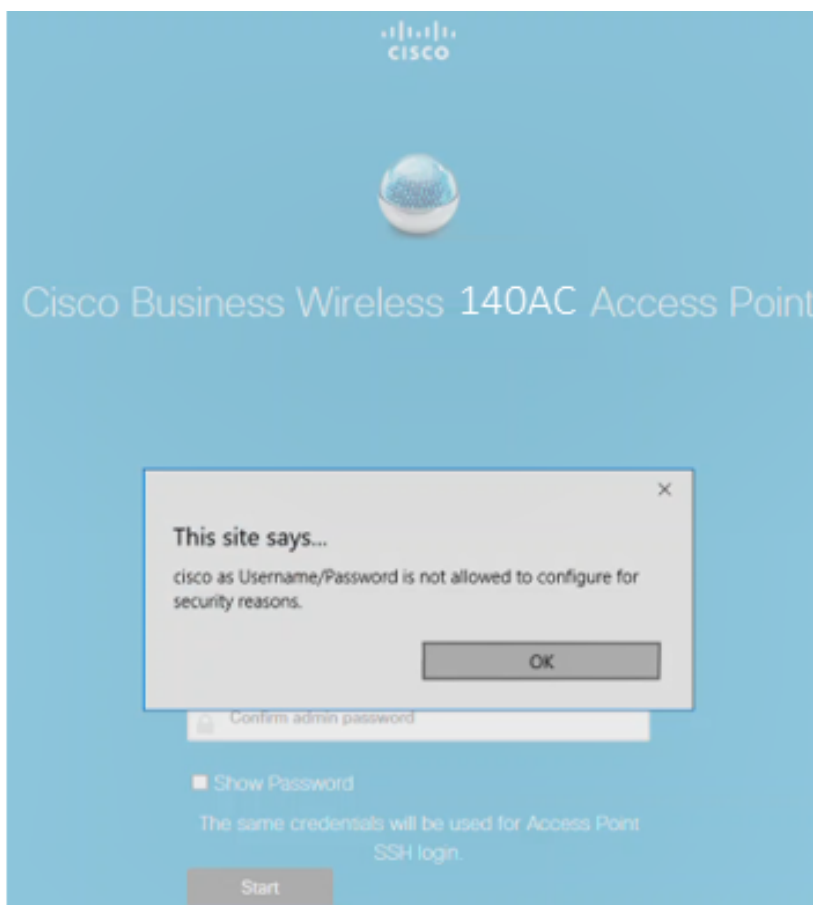 CISCO
Cisco Business Wireless 140AC Access Point
This site says...
cisco as Username/Password is not allowed to configure for
security reasons.
OK
Confirm admin password
Show Password
The same credentials will be used for Access Point
SSH login.
Start